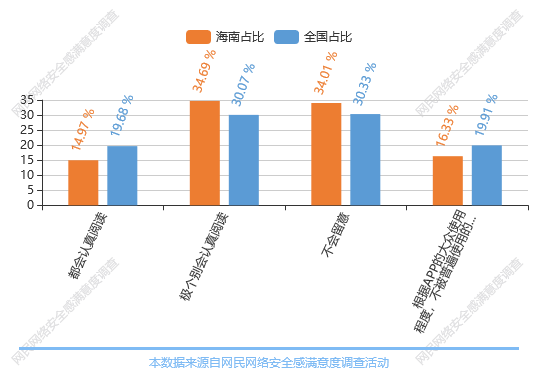 网民网络安全感满意度调查
网民网络安全感满意度调查
海南占比
全国占比
35
30
25
20
15
10
5
0
14.97 %
19.68 %
34.69 %
30.07 %
34.01 %
30.33 %
16.33 %
19.91 %
都会认真阅读
极个别会认真阅读
不会留意
根据APP的大众使用
程度，不被普遍使用的...
网民网络安全感满意度调查
网民网络安全感满意度调查
本数据来源自网民网络安全感满意度调查活动